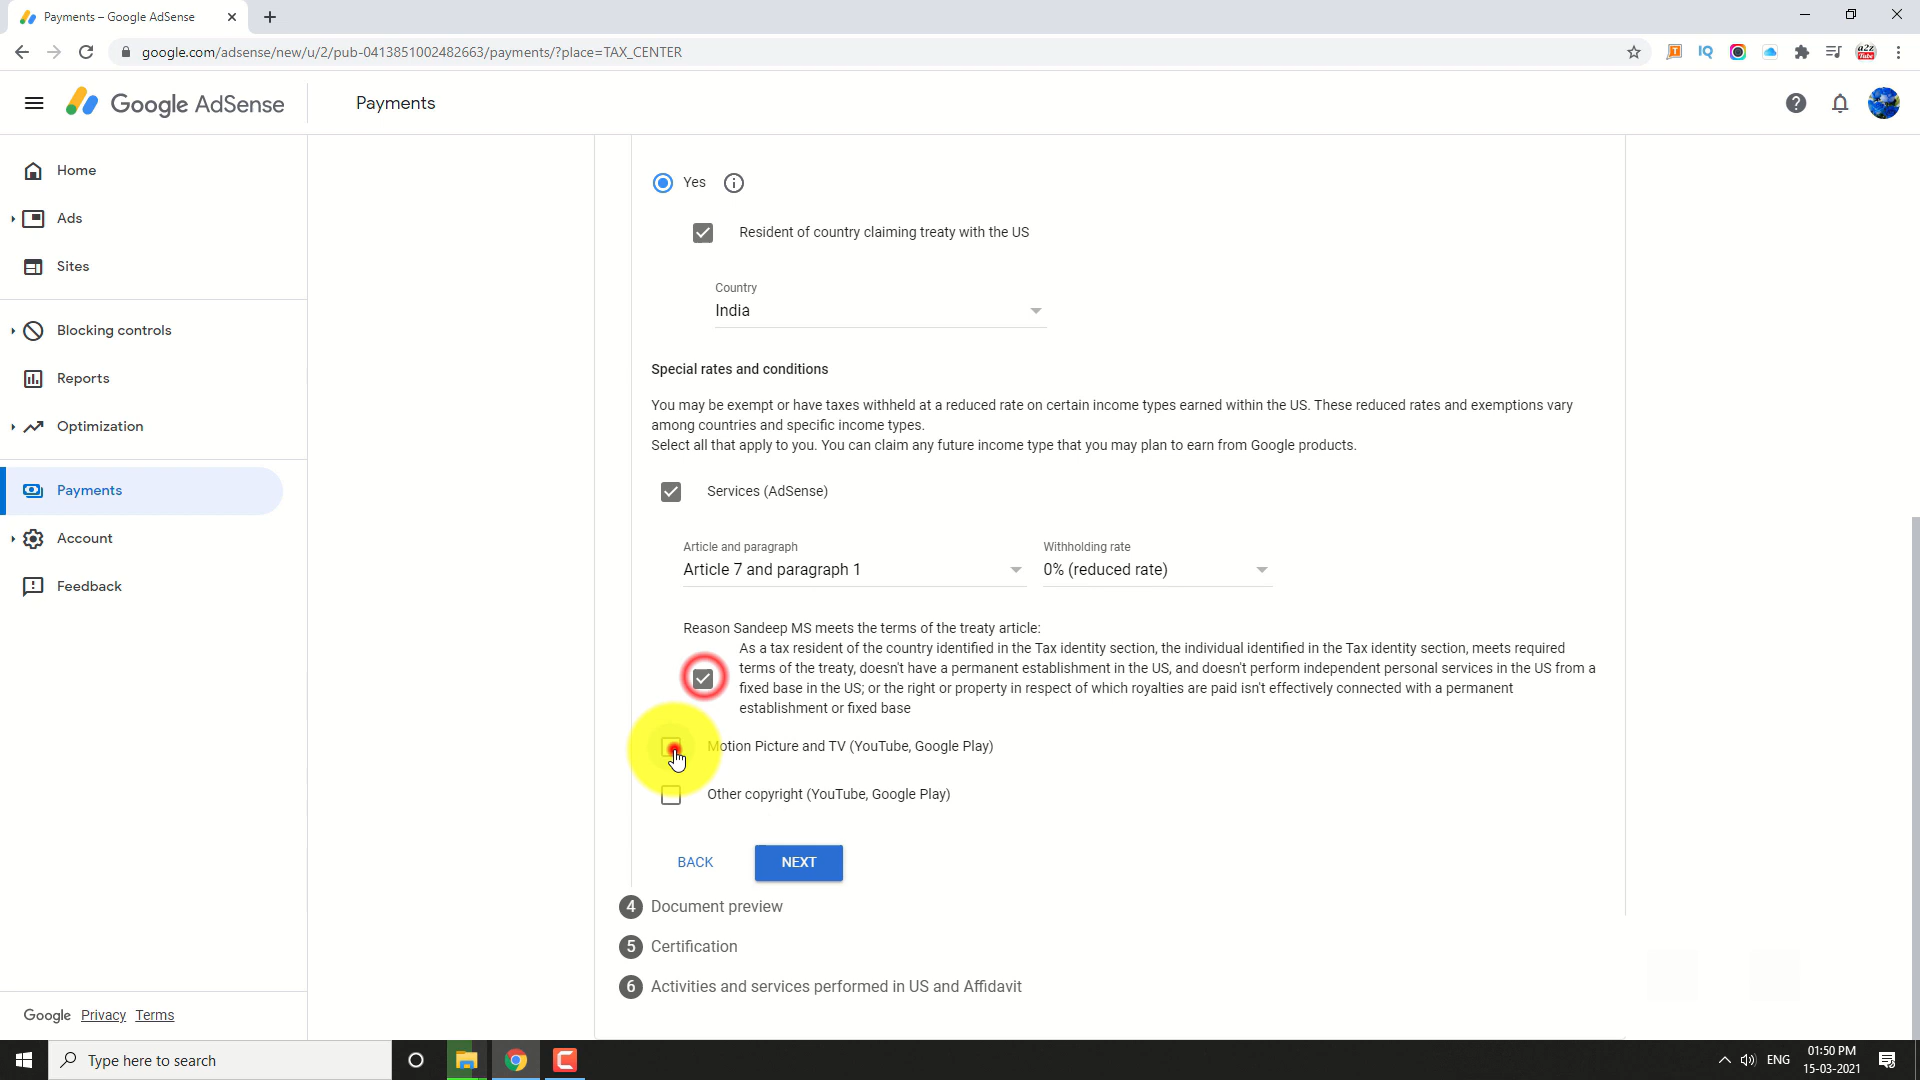 Payments – Google AdSense
google.com/adsense/new/u/2/pub-0413851002482663/payments/?place=TAX_CENTER
IQ
a2z
Tube
Google AdSense
Payments
Home
Ads
Sites
Blocking controls
Reports
Optimization
Payments
Account
Feedback
Google Privacy Terms
Yes
Resident of country claiming treaty with the US
Country
India
Special rates and conditions
You may be exempt or have taxes withheld at a reduced rate on certain income types earned within the US. These reduced rates and exemptions vary
among countries and specific income types.
Select all that apply to you. You can claim any future income type that you may plan to earn from Google products.
Services (AdSense)
Article and paragraph
Article 7 and paragraph 1
Withholding rate
0% (reduced rate)
Reason Sandeep MS meets the terms of the treaty article:
As a tax resident of the country identified in the Tax identity section, the individual identified in the Tax identity section, meets required
terms of the treaty, doesn't have a permanent establishment in the US, and doesn't perform independent personal services in the US from a
fixed base in the US; or the right or property in respect of which royalties are paid isn't effectively connected with a permanent
establishment or fixed base
Motion Picture and TV (YouTube, Google Play)
Other copyright (YouTube, Google Play)
BACK NEXT
4 Document preview
5 Certification
6 Activities and services performed in US and Affidavit
Type here to search
ENG
01:50 PM
15-03-2021